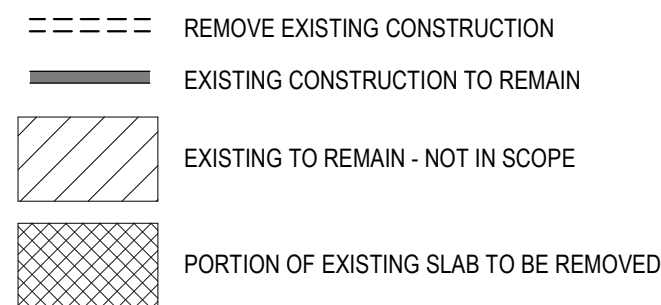 REMOVE EXISTING CONSTRUCTION
EXISTING CONSTRUCTION TO REMAIN
EXISTING TO REMAIN - NOT IN SCOPE
PORTION OF EXISTING SLAB TO BE REMOVED